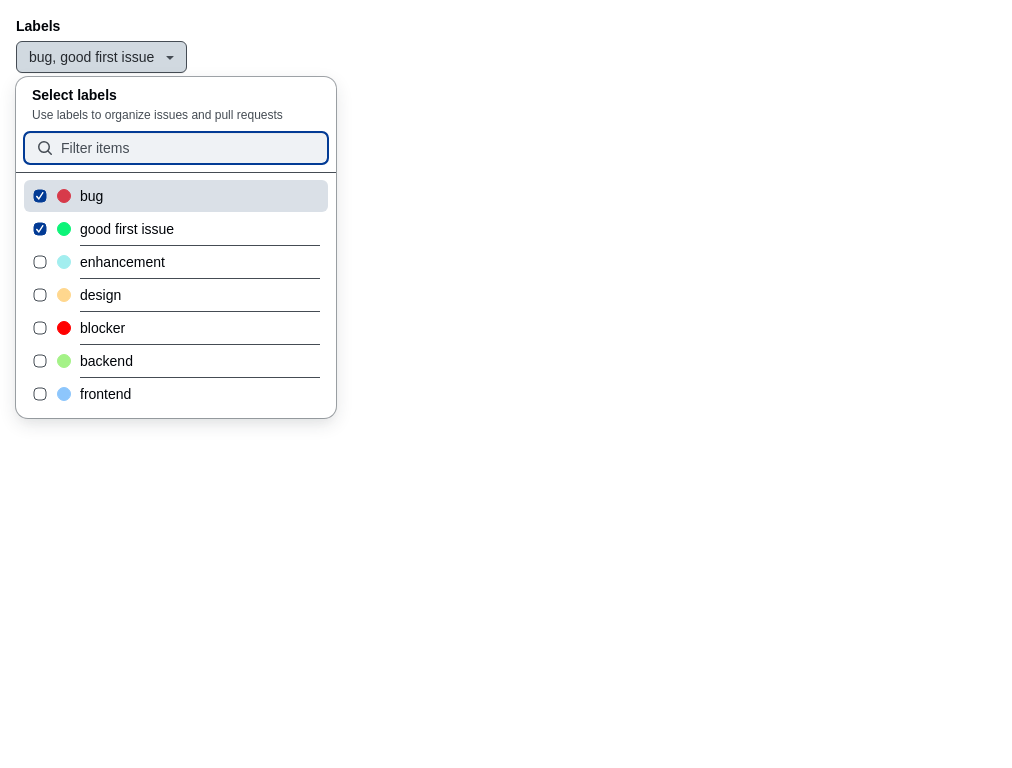 Labels
bug, good first issue
Select labels
Use labels to organize issues and pull requests
Filter items
bug
good first issue
enhancement
design
blocker
backend
frontend